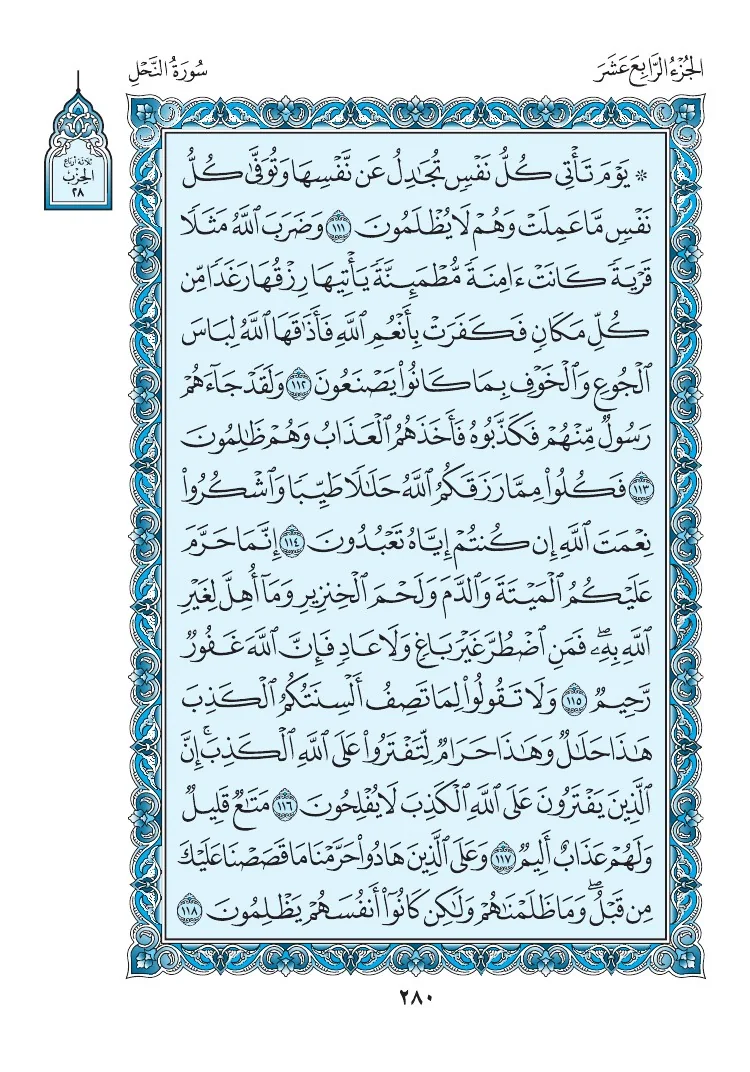 الجُزْءُ الرَّابِعَ عَشَرَ
سُورَةُ النَّحْلِ
ثلاثة أرباع
الحِزْب
٢٨
۞ يَوْمَ تَأْتِي كُلُّ نَفْسٍ تُجَٰدِلُ عَن نَّفْسِهَا وَتُوَفَّىٰ كُلُّ
نَفْسٍ مَّا عَمِلَتْ وَهُمْ لَا يُظْلَمُونَ ١١١ وَضَرَبَ ٱللَّهُ مَثَلًا
قَرْيَةً كَانَتْ ءَامِنَةً مُّطْمَئِنَّةً يَأْتِيهَا رِزْقُهَا رَغَدًا مِّن
كُلِّ مَكَانٍ فَكَفَرَتْ بِأَنْعُمِ ٱللَّهِ فَأَذَٰقَهَا ٱللَّهُ لِبَاسَ
ٱلْجُوعِ وَٱلْخَوْفِ بِمَا كَانُوا۟ يَصْنَعُونَ ١١٢ وَلَقَدْ جَآءَهُمْ
رَسُولٌ مِّنْهُمْ فَكَذَّبُوهُ فَأَخَذَهُمُ ٱلْعَذَابُ وَهُمْ ظَٰلِمُونَ
١١٣ فَكُلُوا۟ مِمَّا رَزَقَكُمُ ٱللَّهُ حَلَٰلًا طَيِّبًا وَٱشْكُرُوا۟
نِعْمَتَ ٱللَّهِ إِن كُنتُمْ إِيَّاهُ تَعْبُدُونَ ١١٤ إِنَّمَا حَرَّمَ
عَلَيْكُمُ ٱلْمَيْتَةَ وَٱلدَّمَ وَلَحْمَ ٱلْخِنزِيرِ وَمَآ أُهِلَّ لِغَيْرِ
ٱللَّهِ بِهِۦۖ فَمَنِ ٱضْطُرَّ غَيْرَ بَاغٍ وَلَا عَادٍ فَإِنَّ ٱللَّهَ غَفُورٌ
رَّحِيمٌ ١١٥ وَلَا تَقُولُوا۟ لِمَا تَصِفُ أَلْسِنَتُكُمُ ٱلْكَذِبَ
هَٰذَا حَلَٰلٌ وَهَٰذَا حَرَامٌ لِّتَفْتَرُوا۟ عَلَى ٱللَّهِ ٱلْكَذِبَۚ إِنَّ
ٱلَّذِينَ يَفْتَرُونَ عَلَى ٱللَّهِ ٱلْكَذِبَ لَا يُفْلِحُونَ ١١٦ مَتَٰعٌ قَلِيلٌ
وَلَهُمْ عَذَابٌ أَلِيمٌ ١١٧ وَعَلَى ٱلَّذِينَ هَادُوا۟ حَرَّمْنَا مَا قَصَصْنَا عَلَيْكَ
مِن قَبْلُۖ وَمَا ظَلَمْنَٰهُمْ وَلَٰكِن كَانُوٓا۟ أَنفُسَهُمْ يَظْلِمُونَ ١١٨
٢٨٠